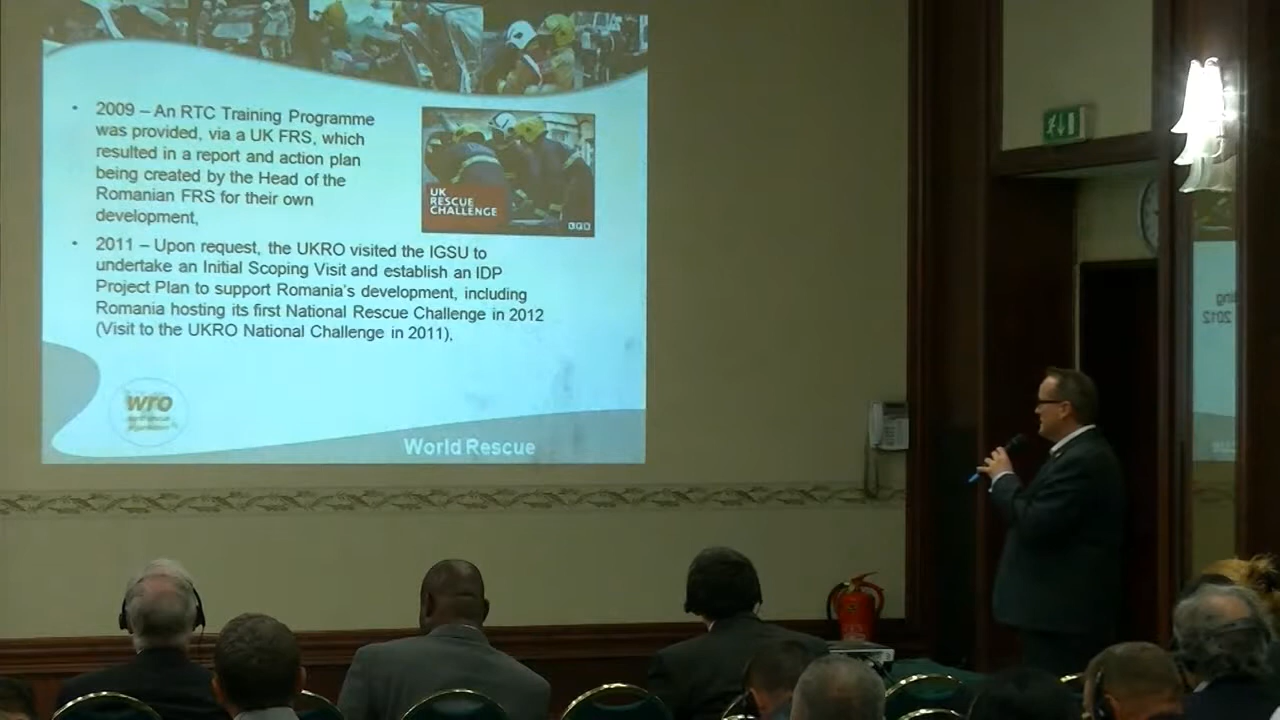 • 2009 – An RTC Training Programme
was provided, via a UK FRS, which
resulted in a report and action plan
being created by the Head of the
Romanian FRS for their own
development,
UK
RESCUE
CHALLENGE
• 2011 – Upon request, the UKRO visited the IGSU to
undertake an Initial Scoping Visit and establish an IDP
Project Plan to support Romania's development, including
Romania hosting its first National Rescue Challenge in 2012
(Visit to the UKRO National Challenge in 2011),
wro
World Rescue
2012